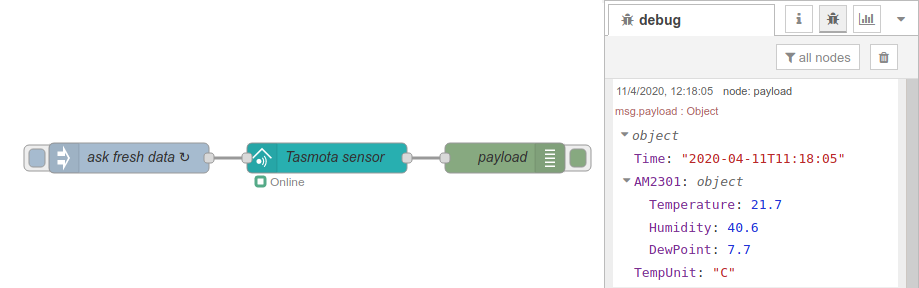 ask fresh data ↻
Tasmota sensor
Online
payload
debug
i
all nodes
11/4/2020, 12:18:05 node: payload
msg.payload : Object
object
Time: "2020-04-11T11:18:05"
AM2301: object
Temperature: 21.7
Humidity: 40.6
DewPoint: 7.7
TempUnit: "C"